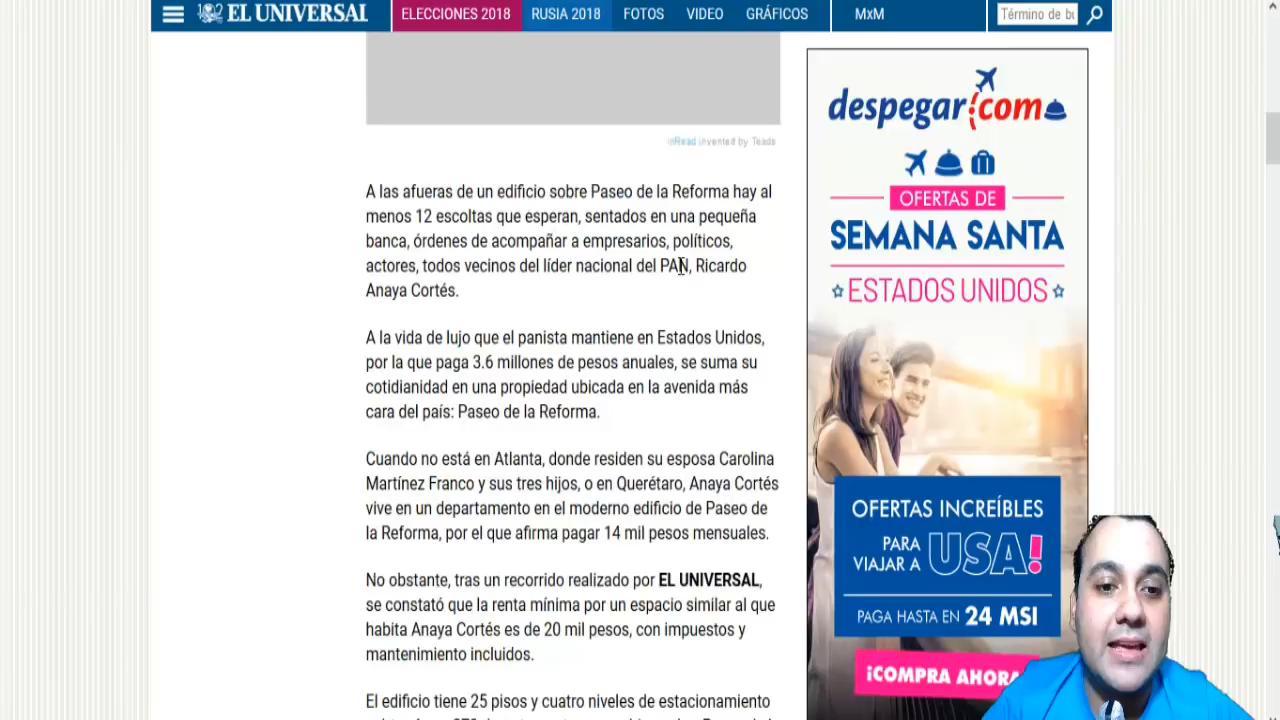 EL UNIVERSAL
ELECCIONES 2018
RUSIA 2018
FOTOS
VIDEO
GRÁFICOS
MxM
Término de bú
inRead invented by Teads
A las afueras de un edificio sobre Paseo de la Reforma hay al
menos 12 escoltas que esperan, sentados en una pequeña
banca, órdenes de acompañar a empresarios, políticos,
actores, todos vecinos del líder nacional del PAN, Ricardo
Anaya Cortés.
A la vida de lujo que el panista mantiene en Estados Unidos,
por la que paga 3.6 millones de pesos anuales, se suma su
cotidianidad en una propiedad ubicada en la avenida más
cara del país: Paseo de la Reforma.
Cuando no está en Atlanta, donde residen su esposa Carolina
Martínez Franco y sus tres hijos, o en Querétaro, Anaya Cortés
vive en un departamento en el moderno edificio de Paseo de
la Reforma, por el que afirma pagar 14 mil pesos mensuales.
No obstante, tras un recorrido realizado por EL UNIVERSAL,
se constató que la renta mínima por un espacio similar al que
habita Anaya Cortés es de 20 mil pesos, con impuestos y
mantenimiento incluidos.
El edificio tiene 25 pisos y cuatro niveles de estacionamiento
despegar.com
OFERTAS DE
SEMANA SANTA
ESTADOS UNIDOS
OFERTAS INCREÍBLES
PARA
VIAJAR A
USA!
PAGA HASTA EN 24 MSI
¡COMPRA AHORA